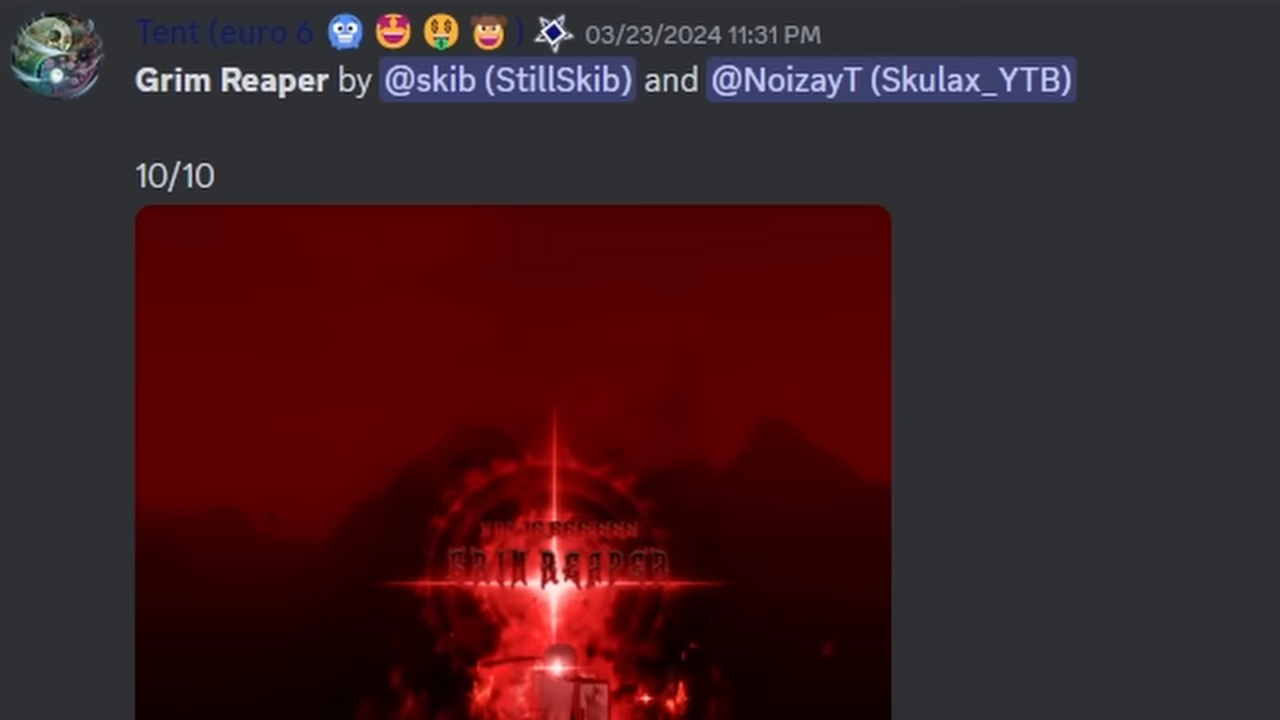 Tent (euro 6 🥶 🤩 🤑 👧 ) 03/23/2024 11:31 PM
Grim Reaper by @skib (StillSkib) and @NoizayT (Skulax_YTB)
10/10
GRIM REAPER